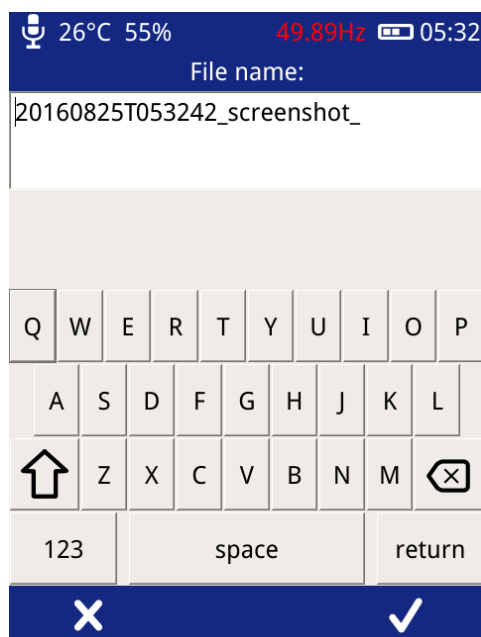 26°C 55% 49.89Hz 05:32
File name:
20160825T053242_screenshot_
Q W E R T Y U I O P
A S D F G H J K L
Z X C V B N M
123 space return